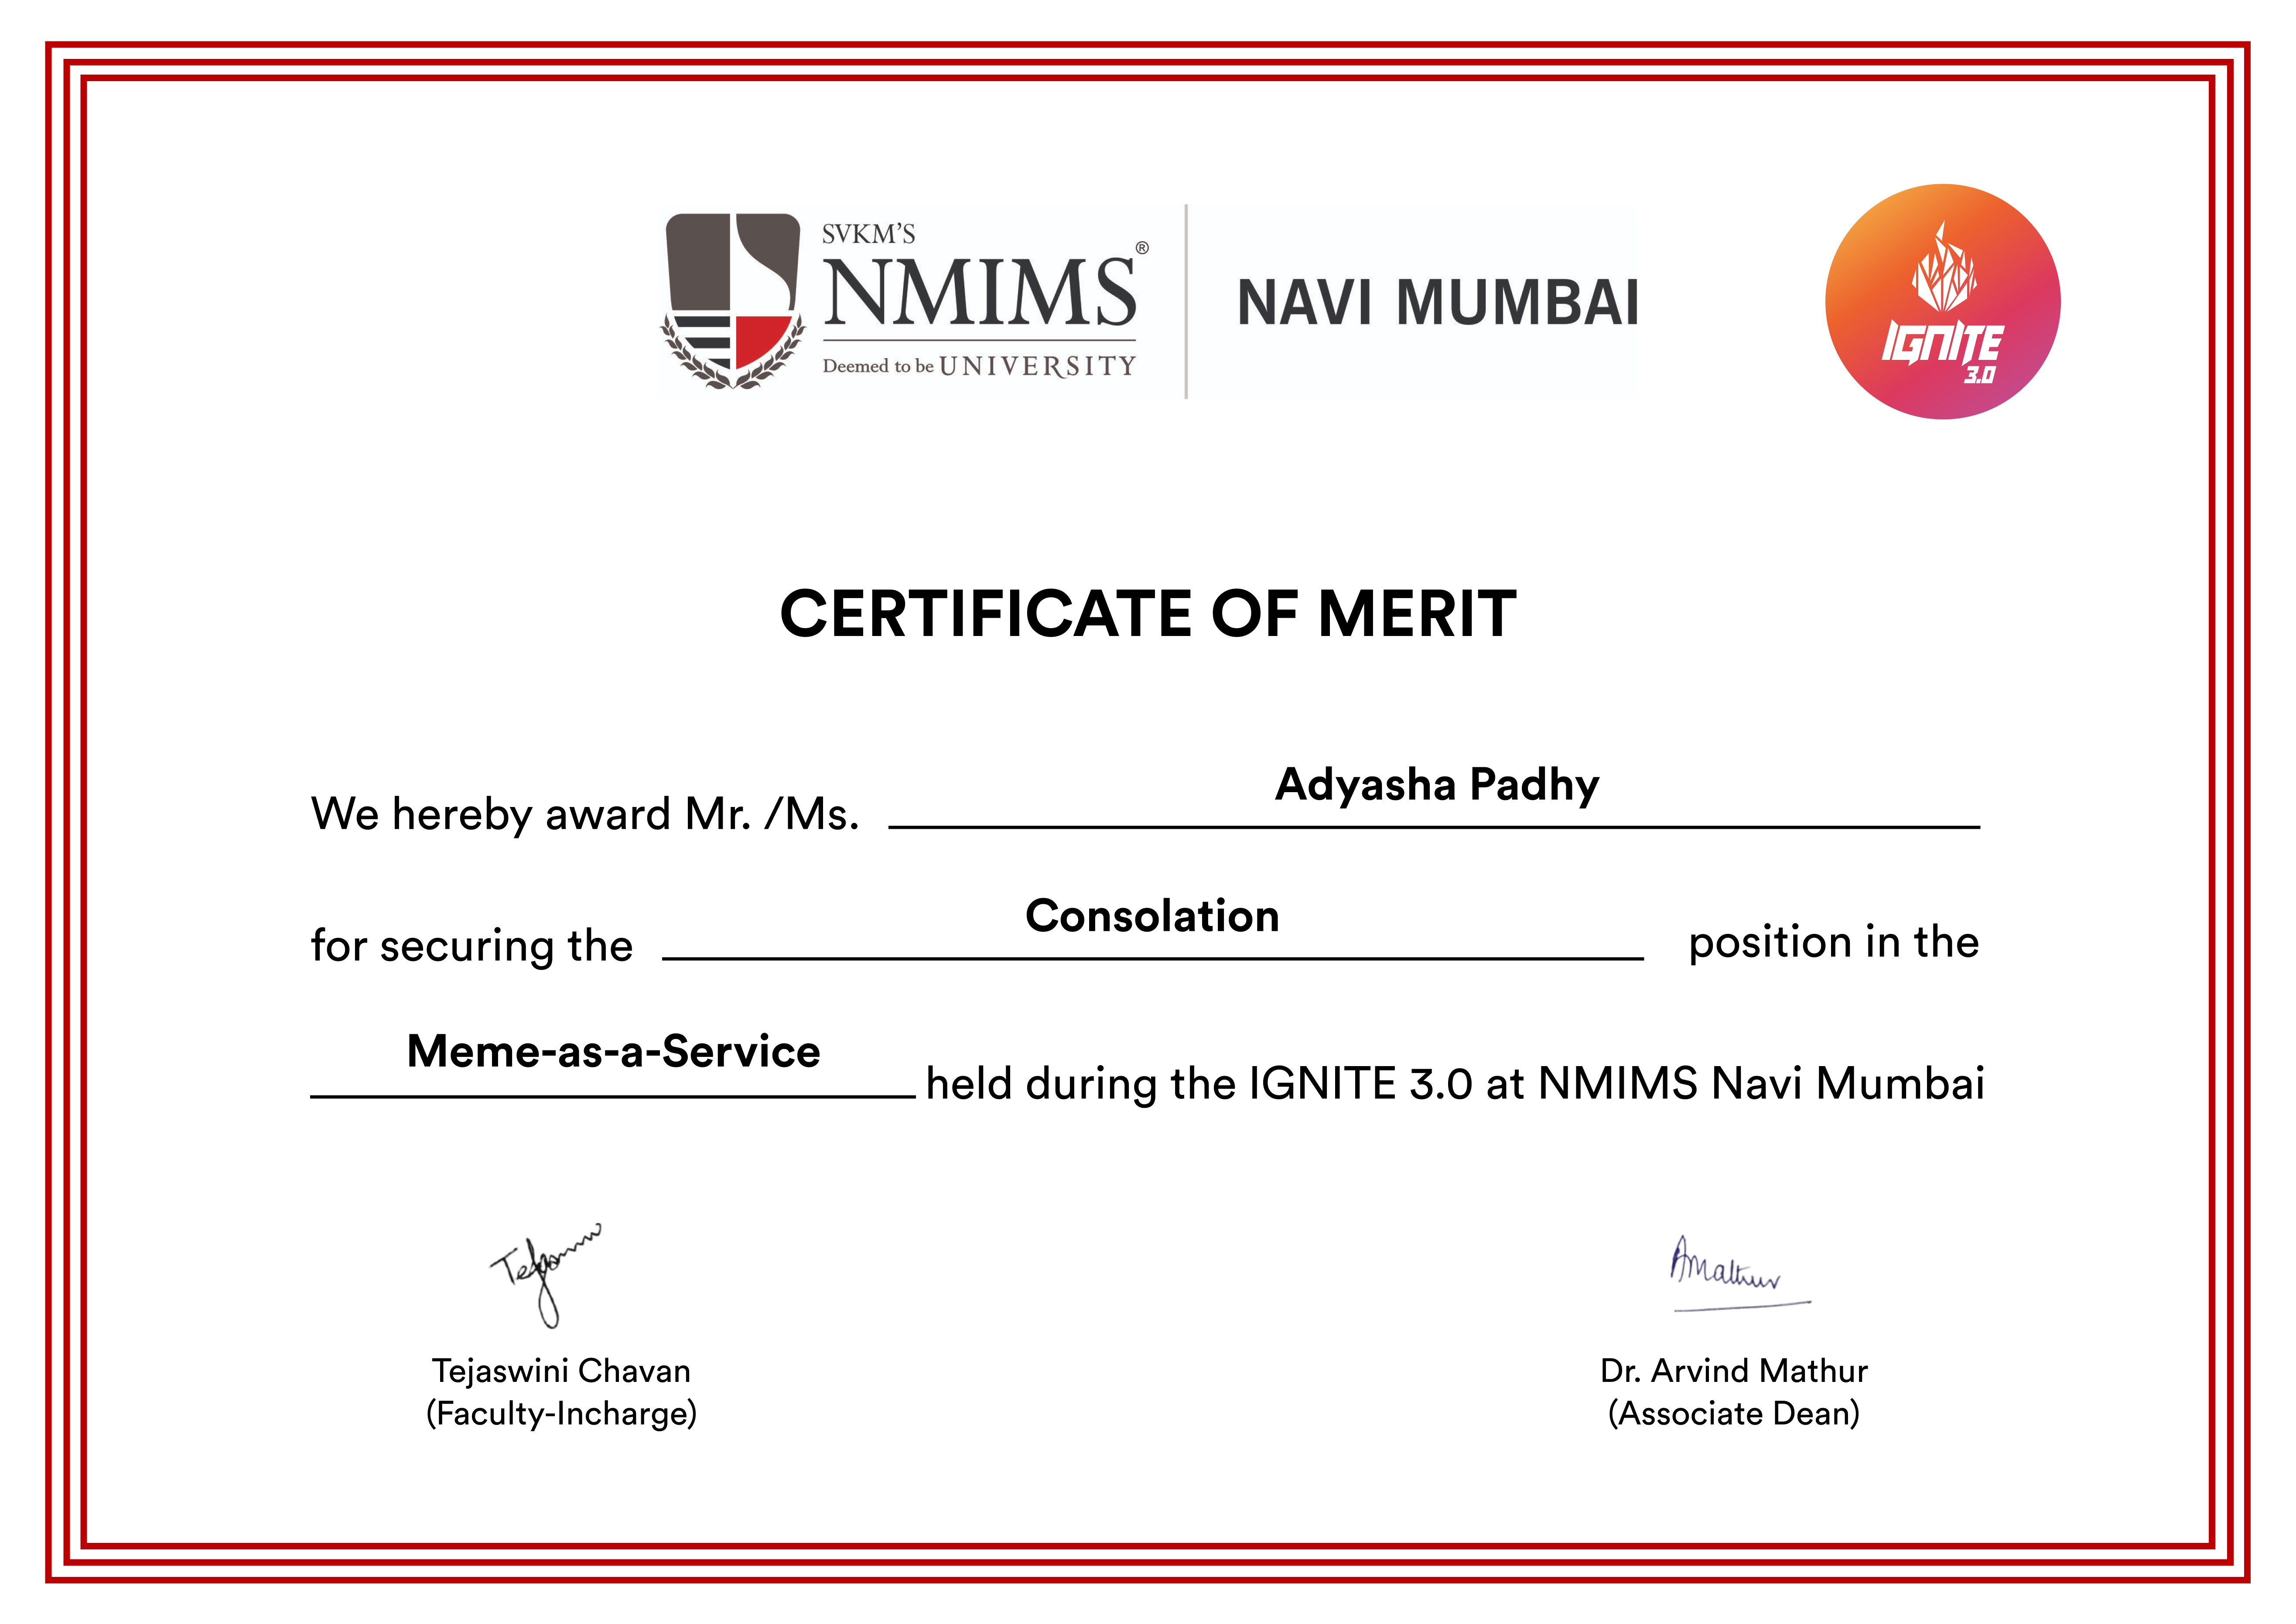 SVKM'S
NMIMS®
Deemed to be UNIVERSITY
NAVI MUMBAI
IGNITE
3.0
CERTIFICATE OF MERIT
We hereby award Mr. /Ms. Adyasha Padhy
for securing the Consolation position in the
Meme-as-a-Service held during the IGNITE 3.0 at NMIMS Navi Mumbai
AMathur
Tejaswini Chavan
(Faculty-Incharge)
Dr. Arvind Mathur
(Associate Dean)